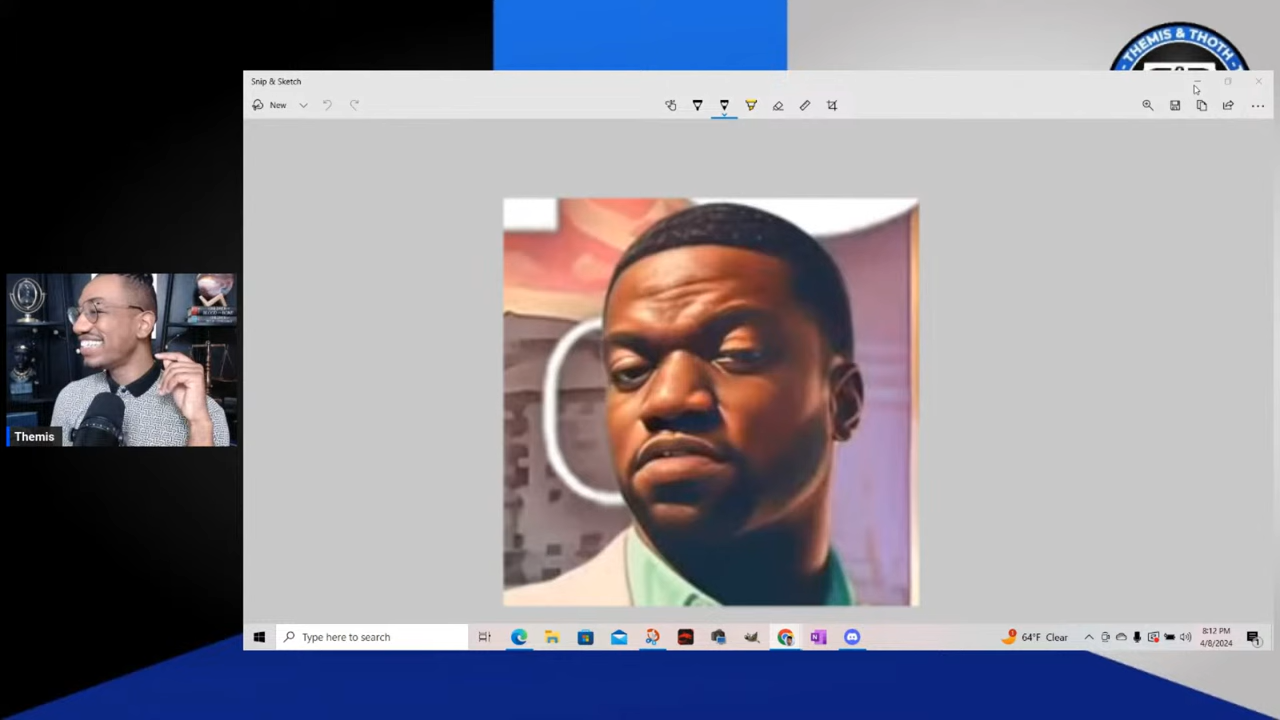 THEMIS & THOTH
Snip & Sketch
New
Themis
Type here to search
64°F Clear
8:12 PM
4/8/2024